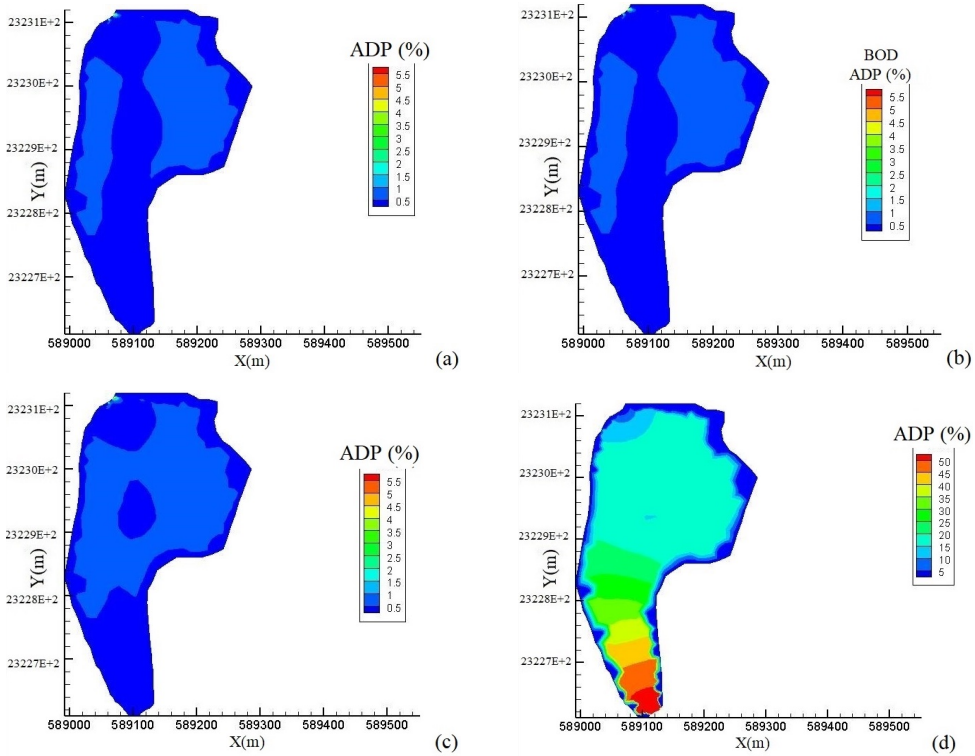 23231E+2
23230E+2
23229E+2
23228E+2
23227E+2
Y(m)
589000 589100 589200 589300 589400 589500
X(m)
ADP (%)
5.5
5
4.5
4
3.5
3
2.5
2
1.5
1
0.5
(a)
23231E+2
23230E+2
23229E+2
23228E+2
23227E+2
Y(m)
589000 589100 589200 589300 589400 589500
X(m)
BOD
ADP (%)
5.5
5
4.5
4
3.5
3
2.5
2
1.5
1
0.5
(b)
23231E+2
23230E+2
23229E+2
23228E+2
23227E+2
Y(m)
589000 589100 589200 589300 589400 589500
X(m)
ADP (%)
5.5
5
4.5
4
3.5
3
2.5
2
1.5
1
0.5
(c)
23231E+2
23230E+2
23229E+2
23228E+2
23227E+2
Y(m)
589000 589100 589200 589300 589400 589500
X(m)
ADP (%)
50
45
40
35
30
25
20
15
10
5
(d)